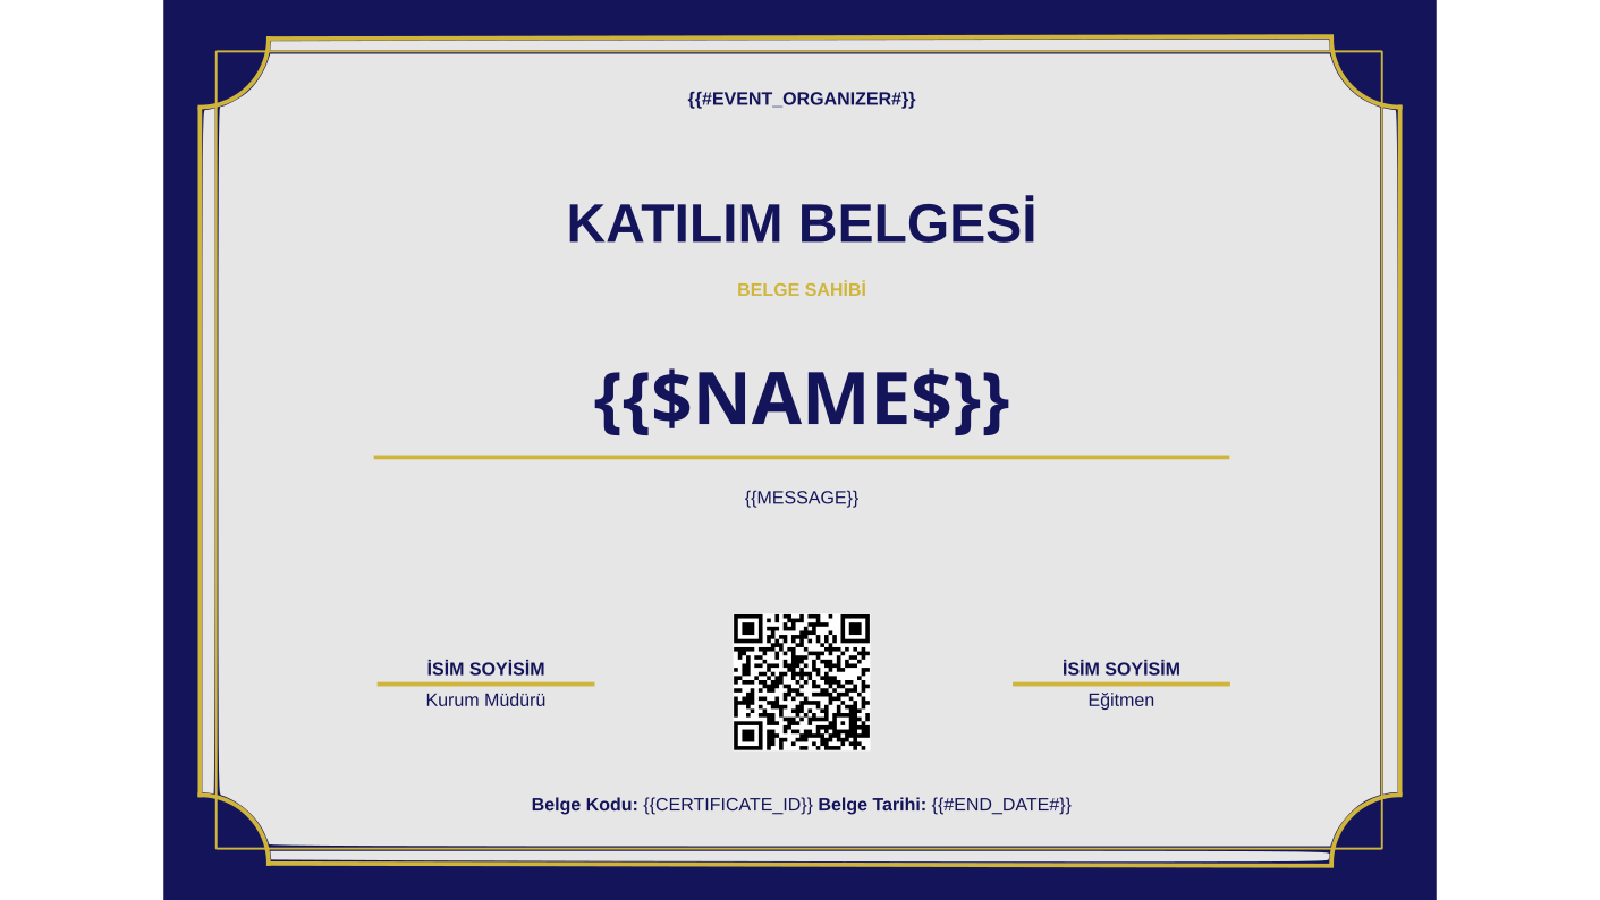 {{#EVENT_ORGANIZER#}}
KATILIM BELGESİ
BELGE SAHİBİ
{{$NAME$}}
{{MESSAGE}}
İSİM SOYİSİM
Kurum Müdürü
İSİM SOYİSİM
Eğitmen
Belge Kodu: {{CERTIFICATE_ID}} Belge Tarihi: {{#END_DATE#}}